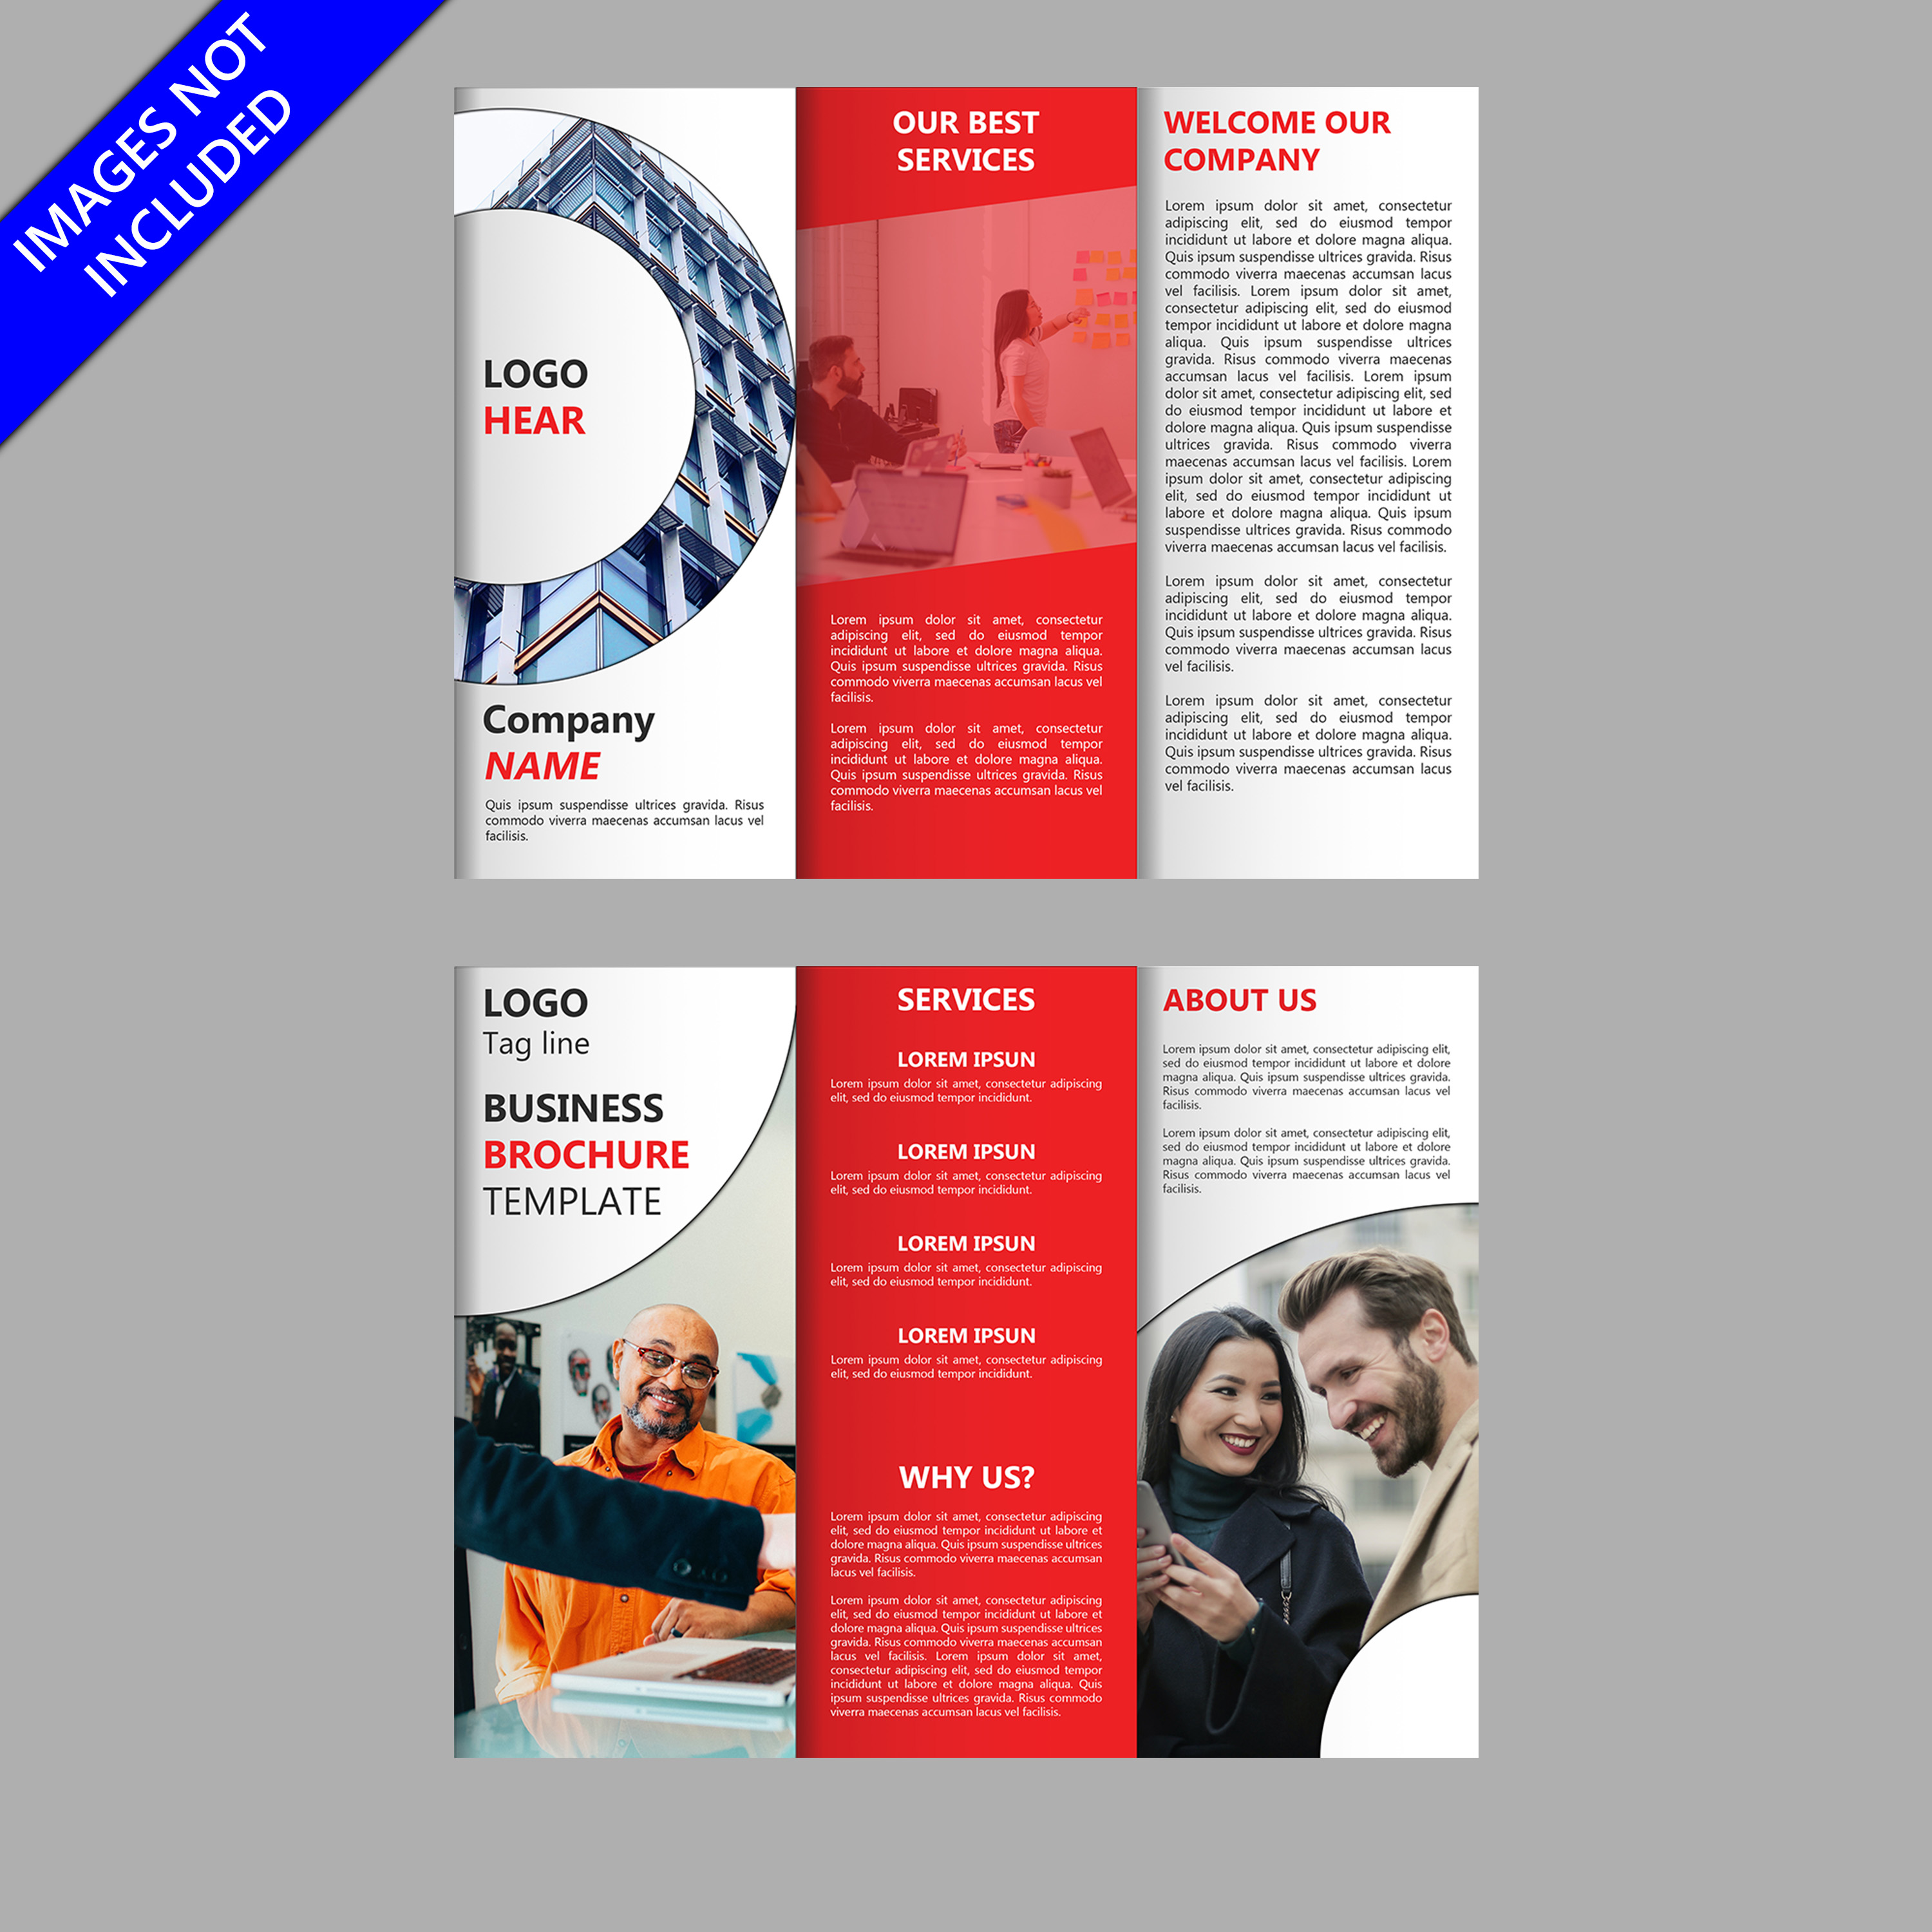 IMAGES NOT
INCLUDED
LOGO
HEAR
Company
NAME
Quis ipsum suspendisse ultrices gravida. Risus
commodo viverra maecenas accumsan lacus vel
facilisis.
OUR BEST
SERVICES
Lorem ipsum dolor sit amet, consectetur
adipiscing elit, sed do eiusmod tempor
incididunt ut labore et dolore magna aliqua.
Quis ipsum suspendisse ultrices gravida. Risus
commodo viverra maecenas accumsan lacus vel
facilisis.
Lorem ipsum dolor sit amet, consectetur
adipiscing elit, sed do eiusmod tempor
incididunt ut labore et dolore magna aliqua.
Quis ipsum suspendisse ultrices gravida. Risus
commodo viverra maecenas accumsan lacus vel
facilisis.
WELCOME OUR
COMPANY
Lorem ipsum dolor sit amet, consectetur
adipiscing elit, sed do eiusmod tempor
incididunt ut labore et dolore magna aliqua.
Quis ipsum suspendisse ultrices gravida. Risus
commodo viverra maecenas accumsan lacus
vel facilisis. Lorem ipsum dolor sit amet,
consectetur adipiscing elit, sed do eiusmod
tempor incididunt ut labore et dolore magna
aliqua. Quis ipsum suspendisse ultrices
gravida. Risus commodo viverra maecenas
accumsan lacus vel facilisis. Lorem ipsum
dolor sit amet, consectetur adipiscing elit, sed
do eiusmod tempor incididunt ut labore et
dolore magna aliqua. Quis ipsum suspendisse
ultrices gravida. Risus commodo viverra
maecenas accumsan lacus vel facilisis. Lorem
ipsum dolor sit amet, consectetur adipiscing
elit, sed do eiusmod tempor incididunt ut
labore et dolore magna aliqua. Quis ipsum
suspendisse ultrices gravida. Risus commodo
viverra maecenas accumsan lacus vel facilisis.
Lorem ipsum dolor sit amet, consectetur
adipiscing elit, sed do eiusmod tempor
incididunt ut labore et dolore magna aliqua.
Quis ipsum suspendisse ultrices gravida. Risus
commodo viverra maecenas accumsan lacus
vel facilisis.
Lorem ipsum dolor sit amet, consectetur
adipiscing elit, sed do eiusmod tempor
incididunt ut labore et dolore magna aliqua.
Quis ipsum suspendisse ultrices gravida. Risus
commodo viverra maecenas accumsan lacus
vel facilisis.
LOGO
Tag line
BUSINESS
BROCHURE
TEMPLATE
SERVICES
LOREM IPSUN
Lorem ipsum dolor sit amet, consectetur adipiscing
elit, sed do eiusmod tempor incididunt.
LOREM IPSUN
Lorem ipsum dolor sit amet, consectetur adipiscing
elit, sed do eiusmod tempor incididunt.
LOREM IPSUN
Lorem ipsum dolor sit amet, consectetur adipiscing
elit, sed do eiusmod tempor incididunt.
LOREM IPSUN
Lorem ipsum dolor sit amet, consectetur adipiscing
elit, sed do eiusmod tempor incididunt.
WHY US?
Lorem ipsum dolor sit amet, consectetur adipiscing
elit, sed do eiusmod tempor incididunt ut labore et
dolore magna aliqua. Quis ipsum suspendisse ultrices
gravida. Risus commodo viverra maecenas accumsan
lacus vel facilisis.
Lorem ipsum dolor sit amet, consectetur adipiscing
elit, sed do eiusmod tempor incididunt ut labore et
dolore magna aliqua. Quis ipsum suspendisse ultrices
gravida. Risus commodo viverra maecenas accumsan
lacus vel facilisis. Lorem ipsum dolor sit amet,
consectetur adipiscing elit, sed do eiusmod tempor
incididunt ut labore et dolore magna aliqua. Quis
ipsum suspendisse ultrices gravida. Risus commodo
viverra maecenas accumsan lacus vel facilisis.
ABOUT US
Lorem ipsum dolor sit amet, consectetur adipiscing elit,
sed do eiusmod tempor incididunt ut labore et dolore
magna aliqua. Quis ipsum suspendisse ultrices gravida.
Risus commodo viverra maecenas accumsan lacus vel
facilisis.
Lorem ipsum dolor sit amet, consectetur adipiscing elit,
sed do eiusmod tempor incididunt ut labore et dolore
magna aliqua. Quis ipsum suspendisse ultrices gravida.
Risus commodo viverra maecenas accumsan lacus vel
facilisis.